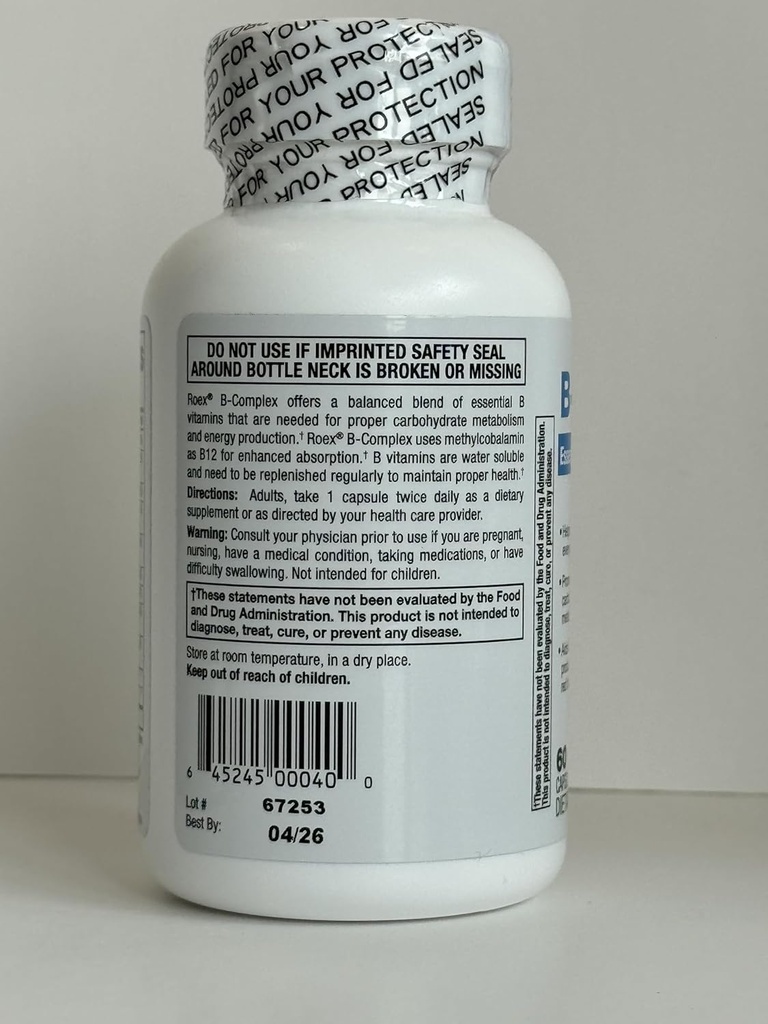 SEALED FOR YOUR PROTECTION
DO NOT USE IF IMPRINTED SAFETY SEAL
AROUND BOTTLE NECK IS BROKEN OR MISSING
Roex® B-Complex offers a balanced blend of essential B
vitamins that are needed for proper carbohydrate metabolism
and energy production.† Roex® B-Complex uses methylcobalamin
as B12 for enhanced absorption.† B vitamins are water soluble
and need to be replenished regularly to maintain proper health.†
Directions: Adults, take 1 capsule twice daily as a dietary
supplement or as directed by your health care provider.
Warning: Consult your physician prior to use if you are pregnant,
nursing, have a medical condition, taking medications, or have
difficulty swallowing. Not intended for children.
†These statements have not been evaluated by the Food
and Drug Administration. This product is not intended to
diagnose, treat, cure, or prevent any disease.
Store at room temperature, in a dry place.
Keep out of reach of children.
6 45245 00040 0
Lot # 67253
Best By: 04/26
†These statements have not been evaluated by the Food and Drug Administration.
This product is not intended to diagnose, treat, cure, or prevent any disease.
B
60